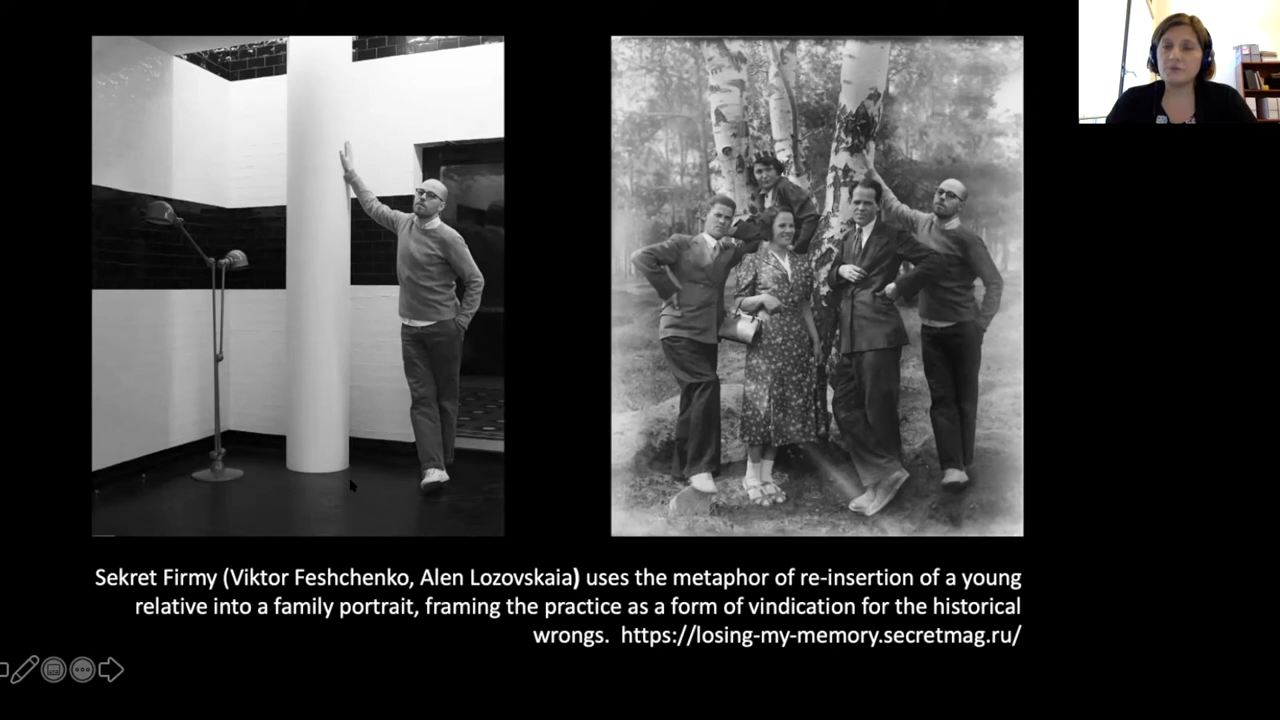 Sekret Firmy (Viktor Feshchenko, Alen Lozovskaia) uses the metaphor of re-insertion of a young
relative into a family portrait, framing the practice as a form of vindication for the historical
wrongs.  https://losing-my-memory.secretmag.ru/